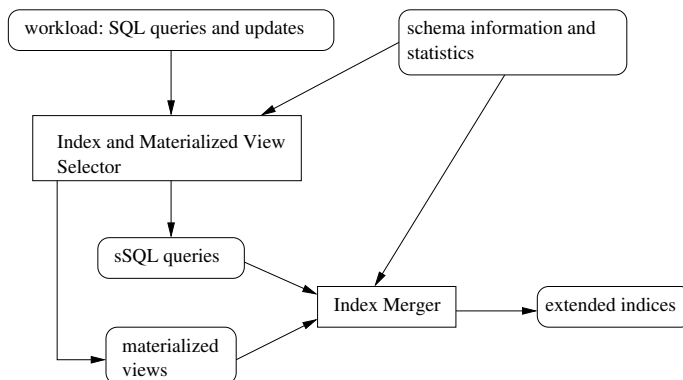 workload: SQL queries and updates
schema information and
statistics
Index and Materialized View
Selector
sSQL queries
Index Merger
extended indices
materialized
views